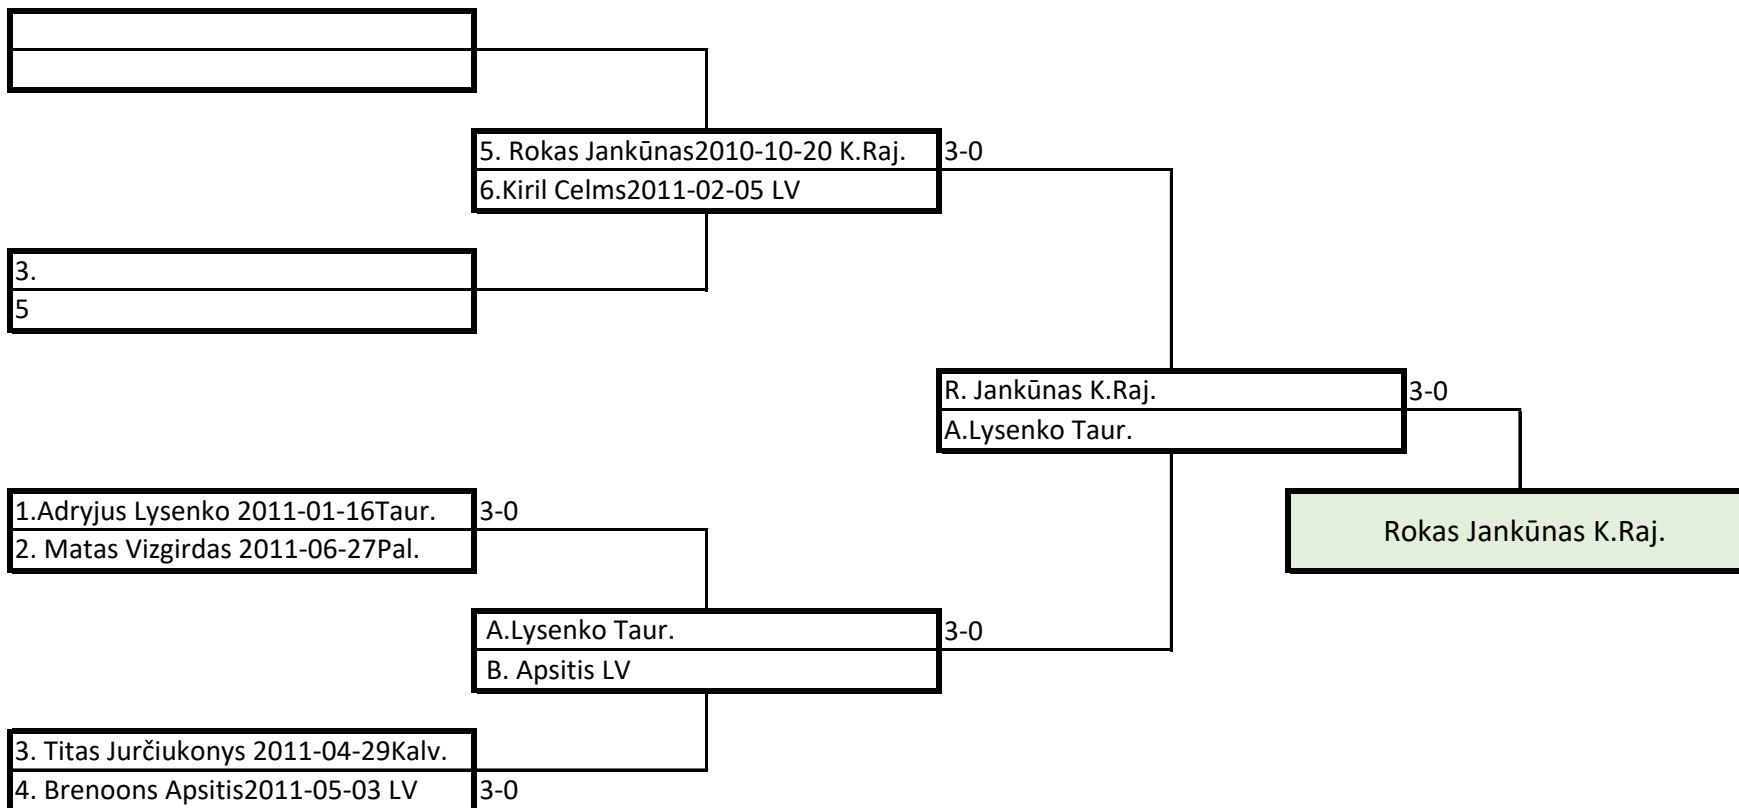 5. Rokas Jankūnas2010-10-20 K.Raj. 3-0
6.Kiril Celms2011-02-05 LV
3.
5
R. Jankūnas K.Raj. 3-0
A.Lysenko Taur.
1.Adryjus Lysenko 2011-01-16Taur. 3-0
2. Matas Vizgirdas 2011-06-27Pal.
Rokas Jankūnas K.Raj.
A.Lysenko Taur. 3-0
B. Apsitis LV
3. Titas Jurčiukonys 2011-04-29Kalv.
4. Brenoons Apsitis2011-05-03 LV 3-0